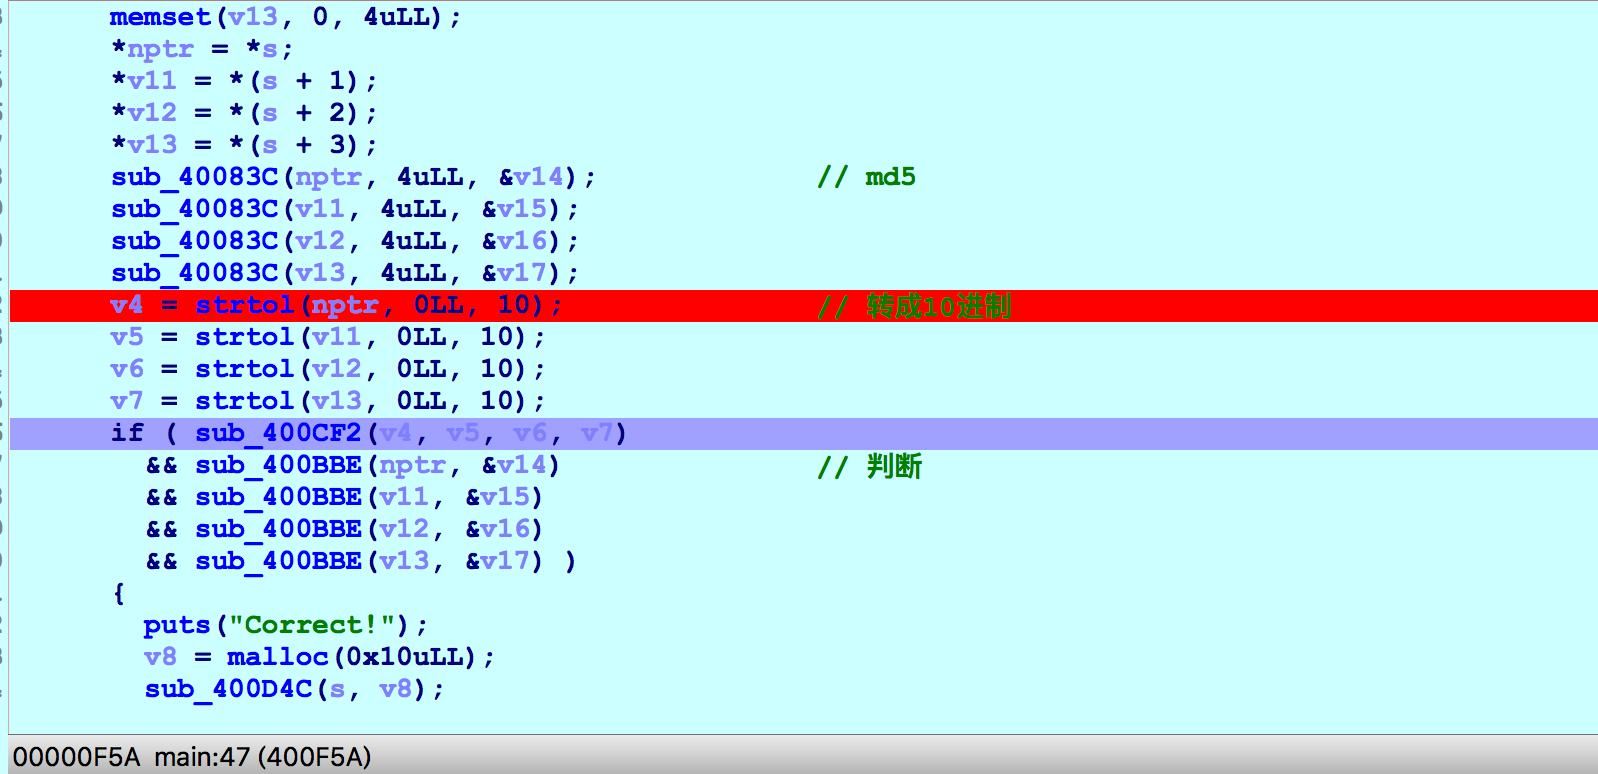 memset(v13, 0, 4uLL);
*nptr = *s;
*v11 = *(s + 1);
*v12 = *(s + 2);
*v13 = *(s + 3);
sub_40083C(nptr, 4uLL, &v14); // md5
sub_40083C(v11, 4uLL, &v15);
sub_40083C(v12, 4uLL, &v16);
sub_40083C(v13, 4uLL, &v17);
v4 = strtol(nptr, 0LL, 10); // 转成10进制
v5 = strtol(v11, 0LL, 10);
v6 = strtol(v12, 0LL, 10);
v7 = strtol(v13, 0LL, 10);
if ( sub_400CF2(v4, v5, v6, v7)
&& sub_400BBE(nptr, &v14) // 判断
&& sub_400BBE(v11, &v15)
&& sub_400BBE(v12, &v16)
&& sub_400BBE(v13, &v17) )
{
puts("Correct!");
v8 = malloc(0x10uLL);
sub_400D4C(s, v8);
00000F5A main:47 (400F5A)